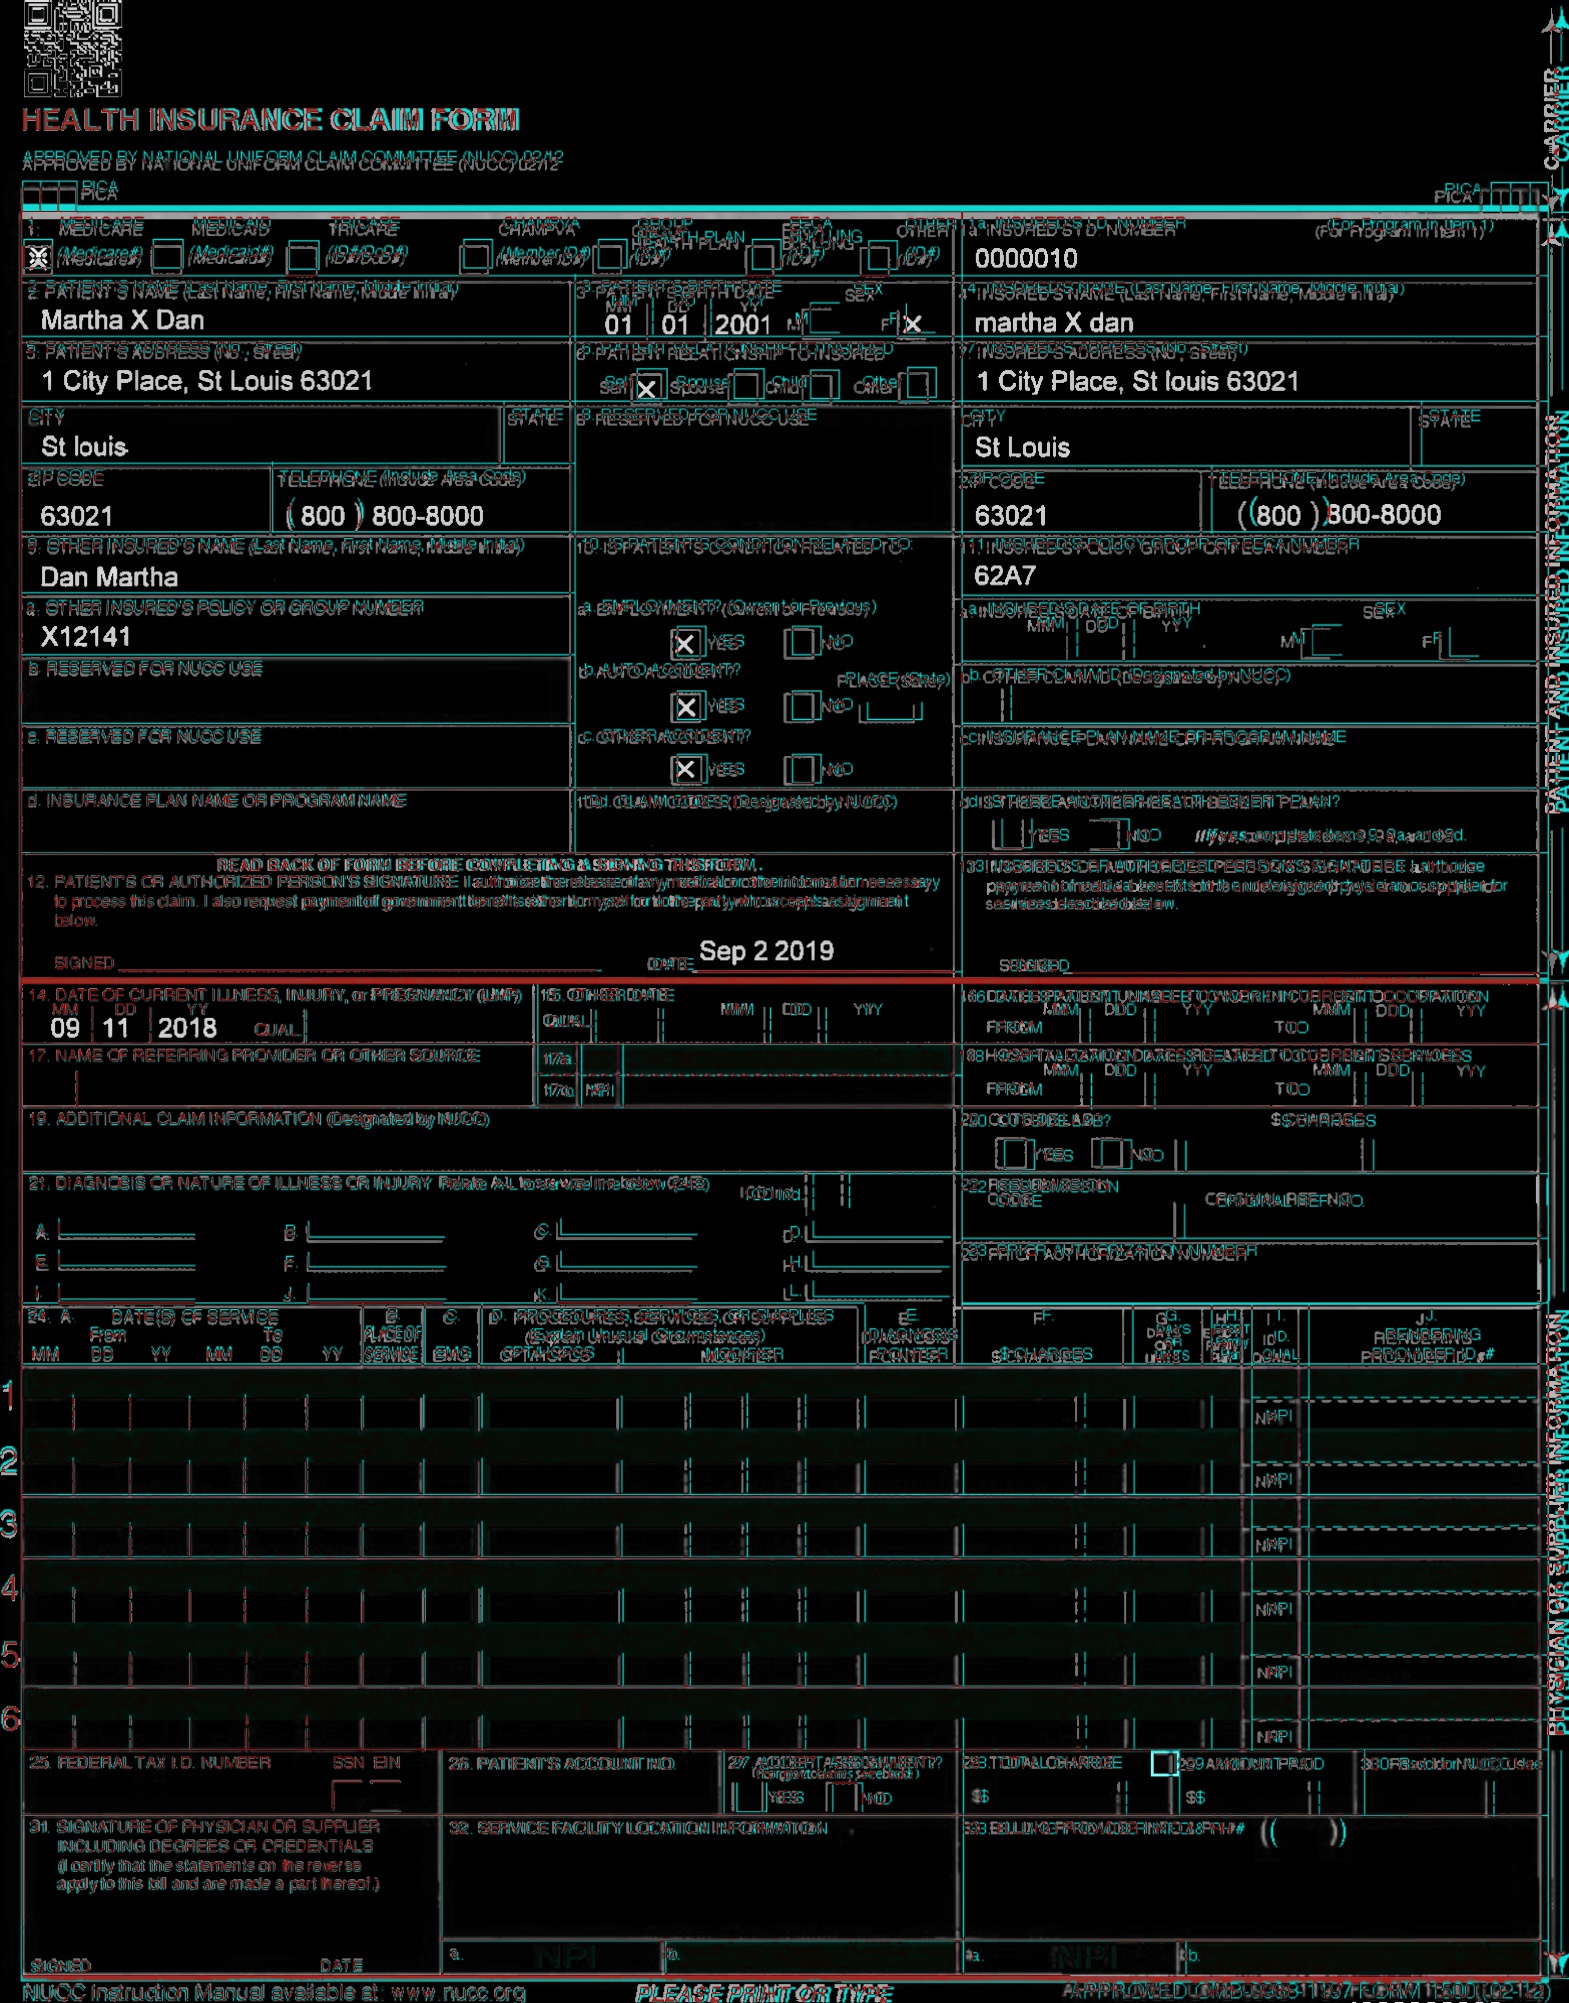 HEALTH INSURANCE CLAIM FORM
APPROVED BY NATIONAL UNIFORM CLAIM COMMITTEE (NUCC) 02/12
PICA PICA
CARRIER
1. MEDICARE MEDICAID TRICARE CHAMPVA GROUP HEALTH PLAN FECA BLK LUNG OTHER 1a. INSURED'S I.D. NUMBER (For Program in Item 1)
X (Medicare#) (Medicaid#) (ID#/DoD#) (Member ID#) (ID#) (ID#) (ID#) 0000010
2. PATIENT'S NAME (Last Name, First Name, Middle Initial) 3. PATIENT'S BIRTH DATE SEX 4. INSURED'S NAME (Last Name, First Name, Middle Initial)
MM DD YY
Martha X Dan 01 01 2001 M F X martha X dan
5. PATIENT'S ADDRESS (No., Street) 6. PATIENT RELATIONSHIP TO INSURED 7. INSURED'S ADDRESS (No., Street)
1 City Place, St Louis 63021 Self X Spouse Child Other 1 City Place, St louis 63021
CITY STATE 8. RESERVED FOR NUCC USE CITY STATE
St louis St Louis
ZIP CODE TELEPHONE (Include Area Code) ZIP CODE TELEPHONE (Include Area Code)
63021 (800) 800-8000 63021 (800) 800-8000
9. OTHER INSURED'S NAME (Last Name, First Name, Middle Initial) 10. IS PATIENT'S CONDITION RELATED TO: 11. INSURED'S POLICY GROUP OR FECA NUMBER
Dan Martha 62A7
a. OTHER INSURED'S POLICY OR GROUP NUMBER a. EMPLOYMENT? (Current or Previous) a. INSURED'S DATE OF BIRTH SEX
MM DD YY
X12141 X YES NO M F
b. RESERVED FOR NUCC USE b. AUTO ACCIDENT? PLACE (State) b. OTHER CLAIM ID (Designated by NUCC)
X YES NO
c. RESERVED FOR NUCC USE c. OTHER ACCIDENT? c. INSURANCE PLAN NAME OR PROGRAM NAME
X YES NO
d. INSURANCE PLAN NAME OR PROGRAM NAME 10d. CLAIM CODES (Designated by NUCC) d. IS THERE ANOTHER HEALTH BENEFIT PLAN?
YES NO If yes, complete items 9, 9a, and 9d.
PATIENT AND INSURED INFORMATION
READ BACK OF FORM BEFORE COMPLETING & SIGNING THIS FORM.
12. PATIENT'S OR AUTHORIZED PERSON'S SIGNATURE I authorize the release of any medical or other information necessary
to process this claim. I also request payment of government benefits either to myself or to the party who accepts assignment
below.
13. INSURED'S OR AUTHORIZED PERSON'S SIGNATURE I authorize
payment of medical benefits to the undersigned physician or supplier for
services described below.
SIGNED DATE Sep 2 2019 SIGNED
14. DATE OF CURRENT ILLNESS, INJURY, or PREGNANCY (LMP) 15. OTHER DATE 16. DATES PATIENT UNABLE TO WORK IN CURRENT OCCUPATION
MM DD YY MM DD YY MM DD YY MM DD YY
09 11 2018 QUAL. QUAL. FROM TO
17. NAME OF REFERRING PROVIDER OR OTHER SOURCE 17a. 18. HOSPITALIZATION DATES RELATED TO CURRENT SERVICES
MM DD YY MM DD YY
17b. NPI FROM TO
19. ADDITIONAL CLAIM INFORMATION (Designated by NUCC) 20. OUTSIDE LAB? $ CHARGES
YES NO
21. DIAGNOSIS OR NATURE OF ILLNESS OR INJURY Relate A-L to service line below (24E) ICD Ind. 22. RESUBMISSION CODE ORIGINAL REF. NO.
A. B. C. D.
E. F. G. H. 23. PRIOR AUTHORIZATION NUMBER
I. J. K. L.
24. A. DATE(S) OF SERVICE B. C. D. PROCEDURES, SERVICES, OR SUPPLIES E. F. G. H. I. J.
From To PLACE OF (Explain Unusual Circumstances) DIAGNOSIS DAYS OR EPSDT Family ID. RENDERING
MM DD YY MM DD YY SERVICE EMG CPT/HCPCS MODIFIER POINTER $ CHARGES UNITS Plan QUAL. PROVIDER ID. #
1 NPI
2 NPI
3 NPI
4 NPI
5 NPI
6 NPI
PHYSICIAN OR SUPPLIER INFORMATION
25. FEDERAL TAX I.D. NUMBER SSN EIN 26. PATIENT'S ACCOUNT NO. 27. ACCEPT ASSIGNMENT? 28. TOTAL CHARGE 29. AMOUNT PAID 30. Rsvd for NUCC Use
(For govt. claims, see back)
YES NO $ $
31. SIGNATURE OF PHYSICIAN OR SUPPLIER 32. SERVICE FACILITY LOCATION INFORMATION 33. BILLING PROVIDER INFO & PH # ( )
INCLUDING DEGREES OR CREDENTIALS
(I certify that the statements on the reverse
apply to this bill and are made a part thereof.)
SIGNED DATE a. NPI b. a. NPI b.
NUCC Instruction Manual available at: www.nucc.org PLEASE PRINT OR TYPE APPROVED OMB-0938-1197 FORM 1500 (02-12)